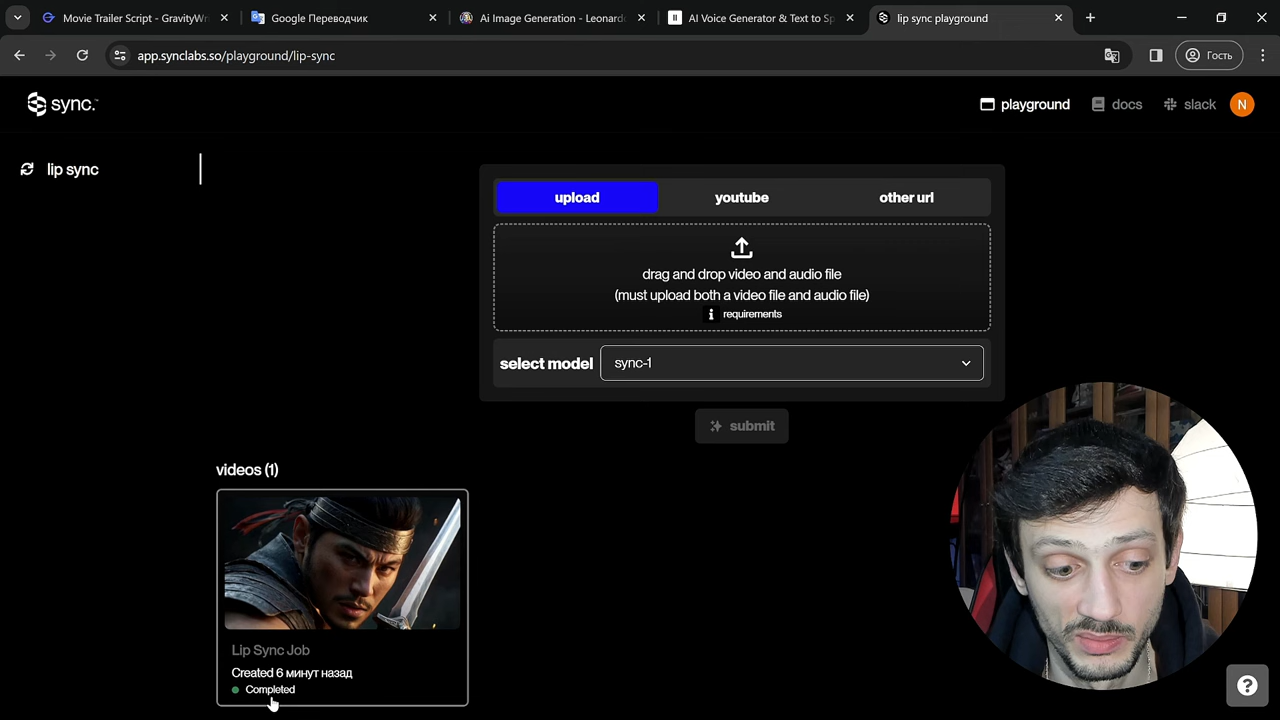 Movie Trailer Script - GravityWr
Google Переводчик
Ai Image Generation - Leonardo
AI Voice Generator & Text to Sp
lip sync playground
app.synclabs.so/playground/lip-sync
Гость
sync.
playground
docs
slack
N
lip sync
upload
youtube
other url
drag and drop video and audio file
(must upload both a video file and audio file)
requirements
select model
sync-1
submit
videos (1)
Lip Sync Job
Created 6 минут назад
Completed